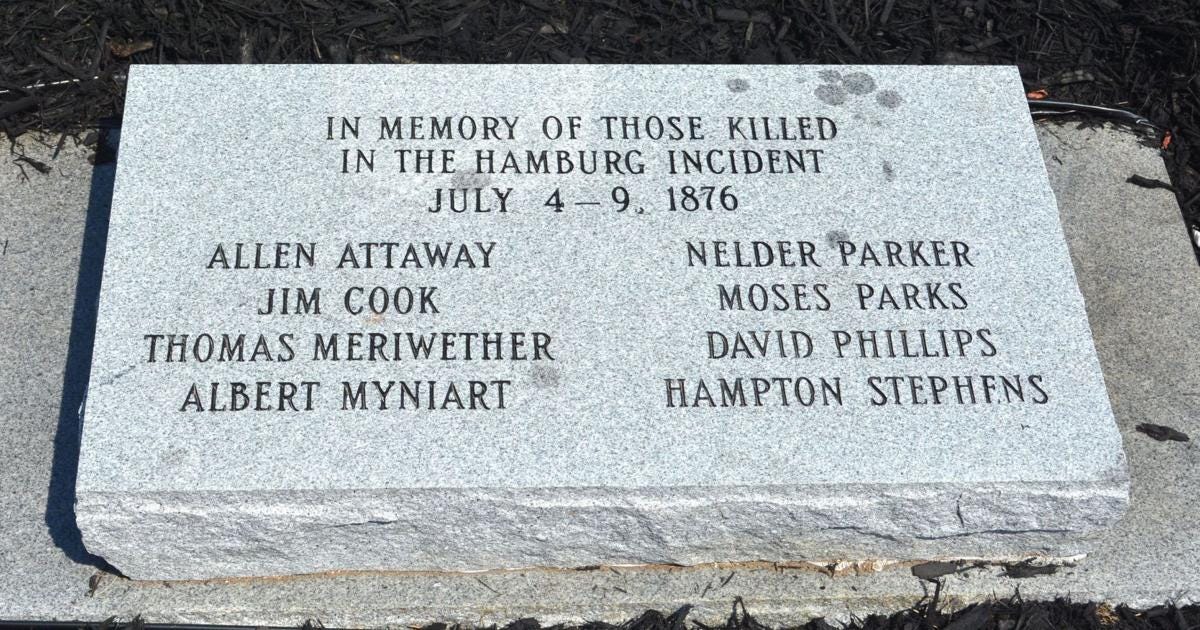 IN MEMORY OF THOSE KILLED
IN THE HAMBURG INCIDENT
JULY 4–9, 1876
ALLEN ATTAWAY
JIM COOK
THOMAS MERIWETHER
ALBERT MYNIART
NELDER PARKER
MOSES PARKS
DAVID PHILLIPS
HAMPTON STEPHENS